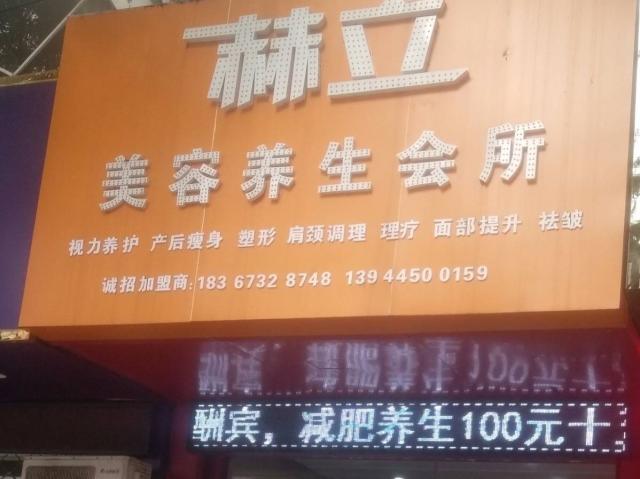 赫立
美容养生会所
视力养护 产后瘦身 塑形 肩颈调理 理疗 面部提升 祛皱
诚招加盟商:183 6732 8748 139 4450 0159
酬宾，减肥养生100元十